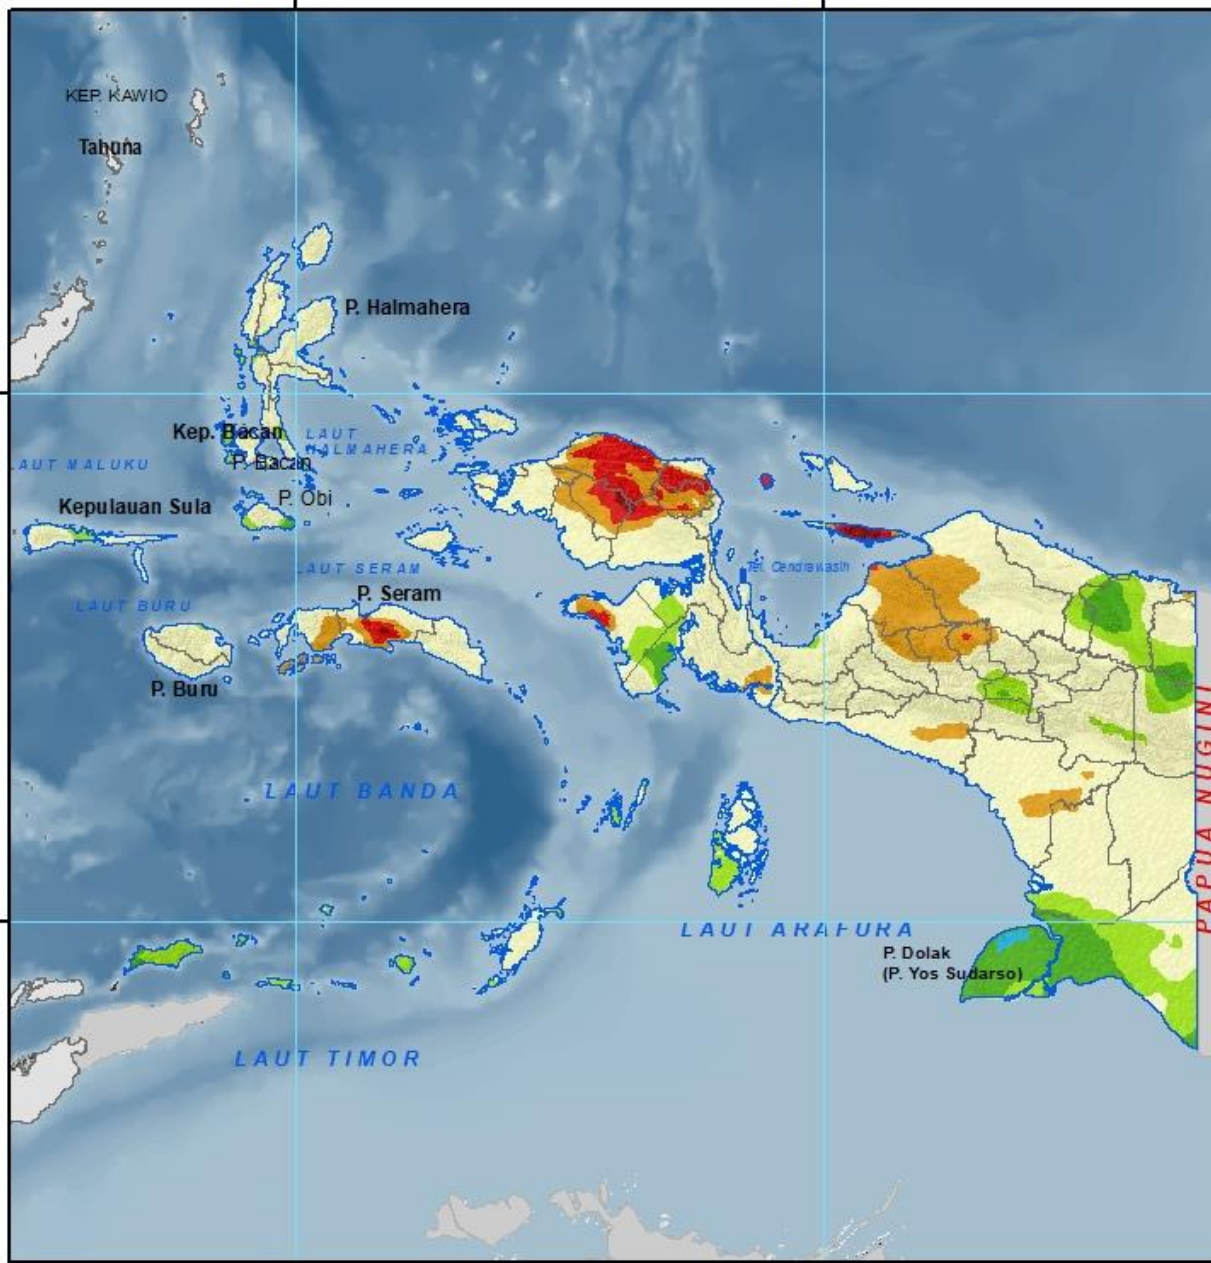 KEP. KAWIO
Tahuna
P. Halmahera
Kep. Bacan
LAUT
HALMAHERA
LAUT MALUKU
P. Bacan
P. Obi
Kepulauan Sula
LAUT SERAM
Tel. Cendrawasih
P. Seram
LAUT BURU
P. Buru
PAPUA NUGINI
LAUT BANDA
LAUT ARAFURA
P. Dolak
(P. Yos Sudarso)
LAUT TIMOR